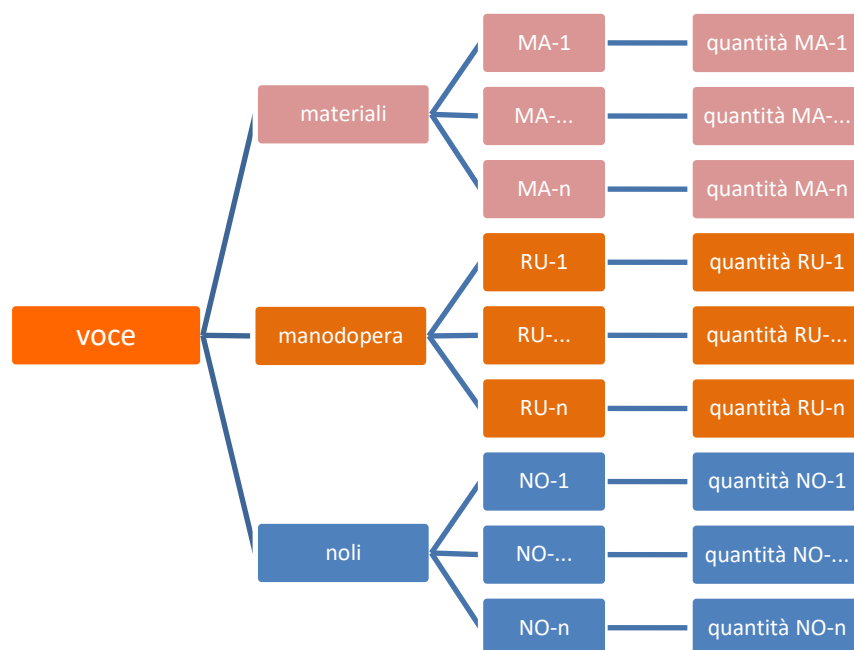 MA-1
quantità MA-1
materiali
MA-...
quantità MA-...
MA-n
quantità MA-n
RU-1
quantità RU-1
voce
manodopera
RU-...
quantità RU-...
RU-n
quantità RU-n
NO-1
quantità NO-1
noli
NO-...
quantità NO-...
NO-n
quantità NO-n